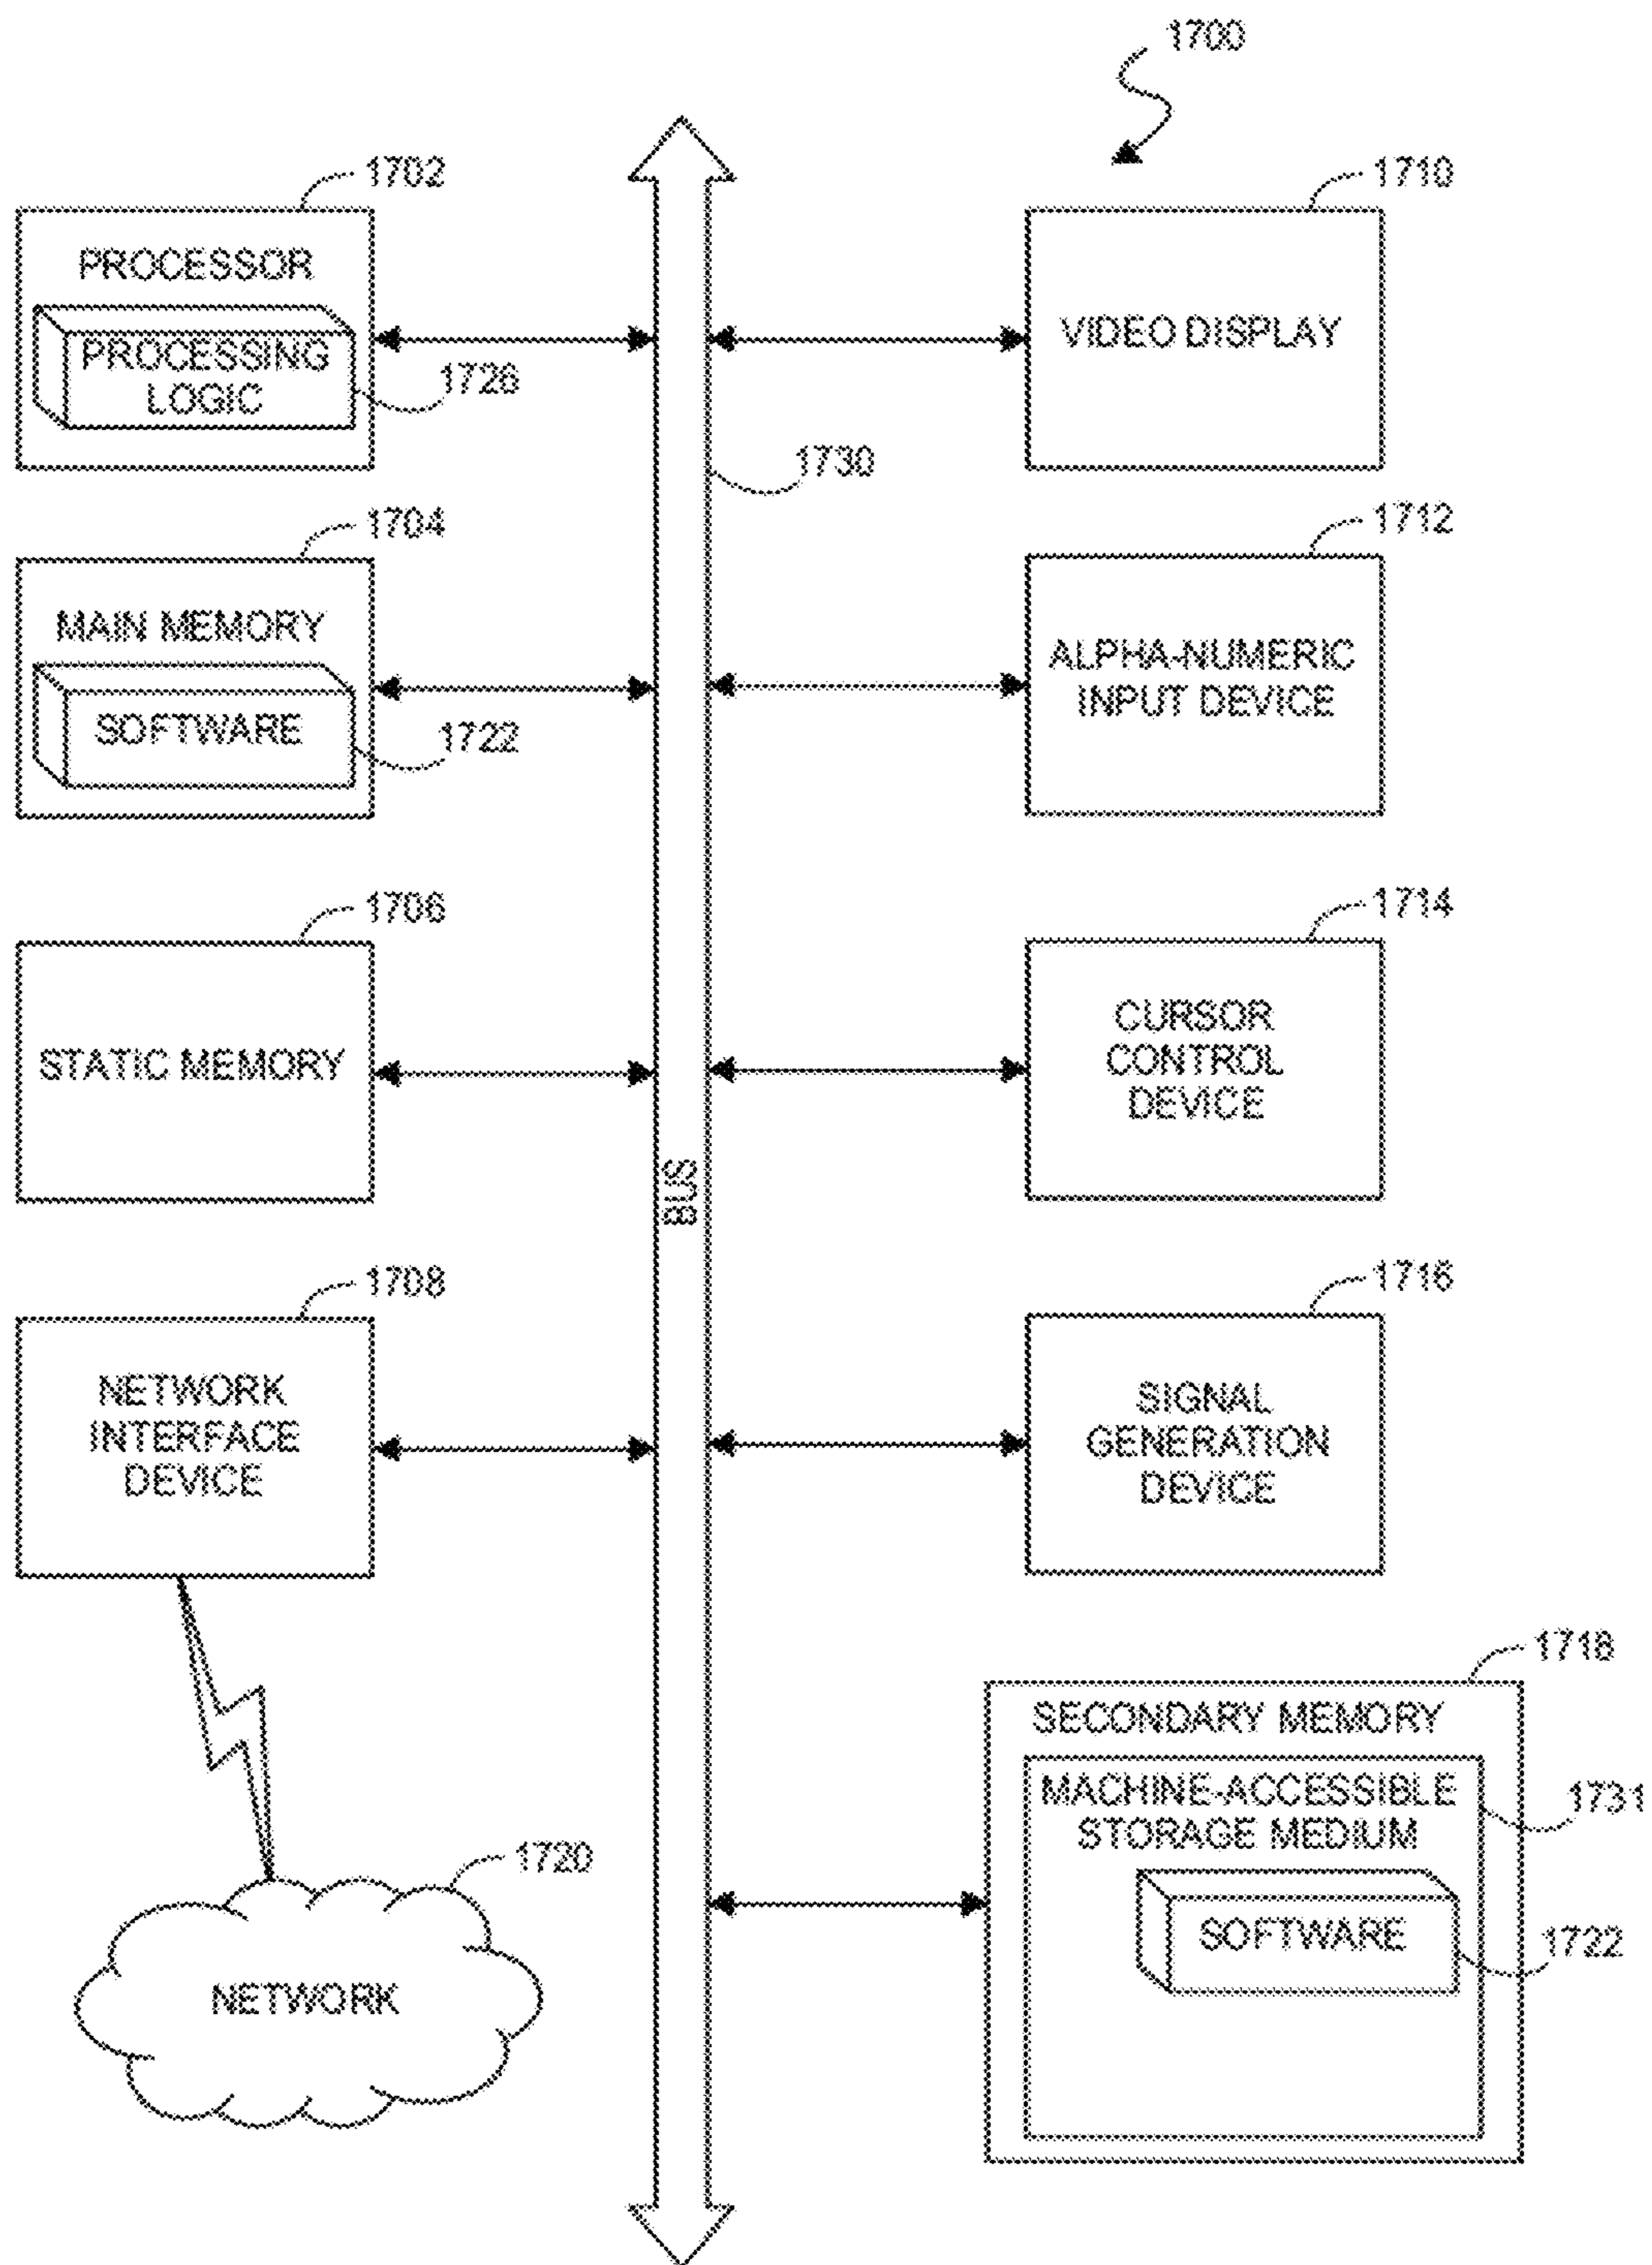 1700
1702
PROCESSOR
PROCESSING
LOGIC
1726
1710
VIDEO DISPLAY
1730
1704
MAIN MEMORY
SOFTWARE
1722
1712
ALPHA-NUMERIC
INPUT DEVICE
1706
STATIC MEMORY
1714
CURSOR
CONTROL
DEVICE
BUS
1708
NETWORK
INTERFACE
DEVICE
1716
SIGNAL
GENERATION
DEVICE
1718
SECONDARY MEMORY
MACHINE-ACCESSIBLE
STORAGE MEDIUM
1731
SOFTWARE
1722
1720
NETWORK